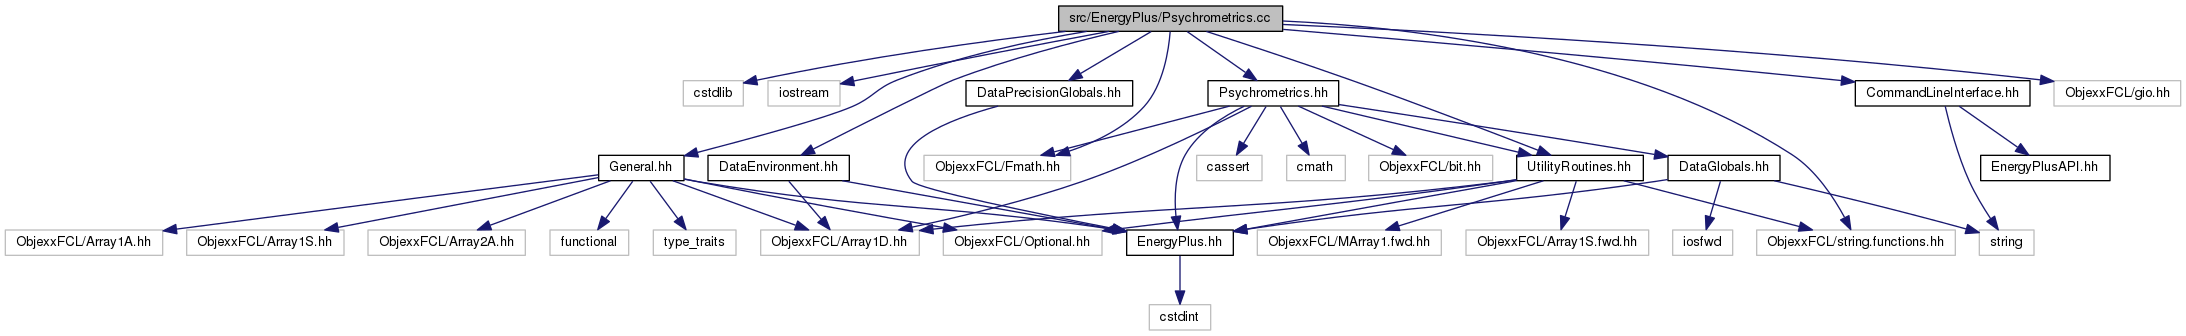 src/EnergyPlus/Psychrometrics.cc
cstdlib
iostream
DataPrecisionGlobals.hh
Psychrometrics.hh
CommandLineInterface.hh
ObjexxFCL/gio.hh
General.hh
DataEnvironment.hh
ObjexxFCL/Fmath.hh
cassert
cmath
ObjexxFCL/bit.hh
UtilityRoutines.hh
DataGlobals.hh
EnergyPlusAPI.hh
ObjexxFCL/Array1A.hh
ObjexxFCL/Array1S.hh
ObjexxFCL/Array2A.hh
functional
type_traits
ObjexxFCL/Array1D.hh
ObjexxFCL/Optional.hh
EnergyPlus.hh
ObjexxFCL/MArray1.fwd.hh
ObjexxFCL/Array1S.fwd.hh
iosfwd
ObjexxFCL/string.functions.hh
string
cstdint